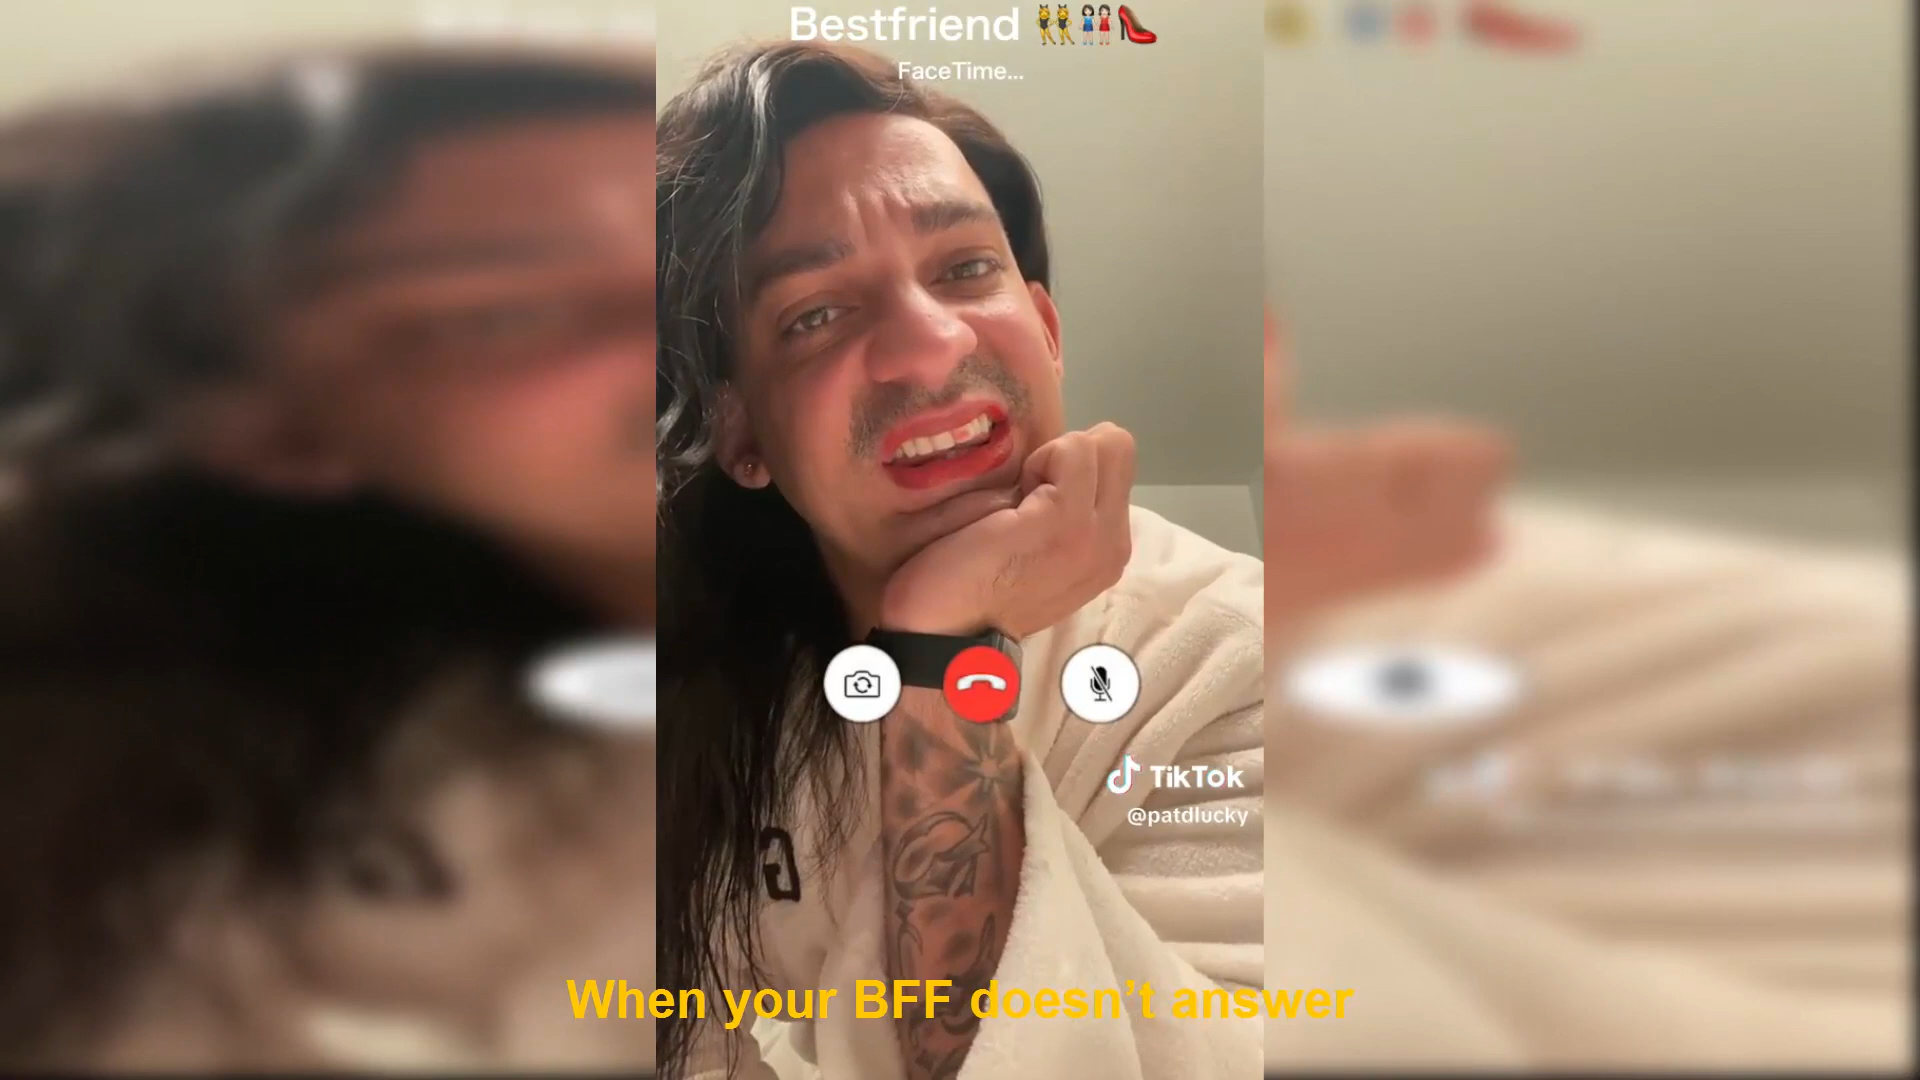 Bestfriend 👯👭👠
FaceTime...
TikTok
@patdlucky
G
When your BFF doesn’t answer